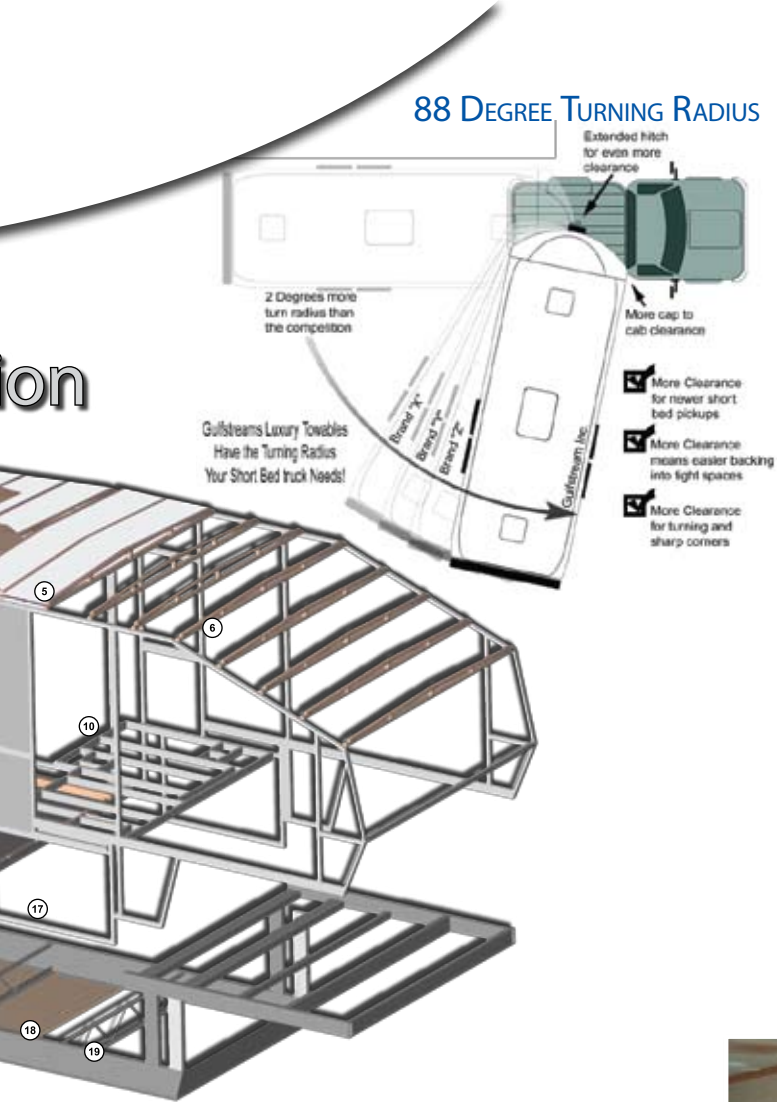 88 DEGREE TURNING RADIUS
Extended hitch
for even more
clearance
2 Degrees more
turn radius than
the competition
More cap to
cab clearance
ion
Gulfstreams Luxury Towables
Have the Turning Radius
Your Short Bed truck Needs!
Brand "X"
Brand "Y"
Brand "Z"
Gulfstream Inc.
More Clearance
for newer short
bed pickups
More Clearance
means easier backing
into tight spaces
More Clearance
for turning and
sharp corners
5
6
10
17
18
19